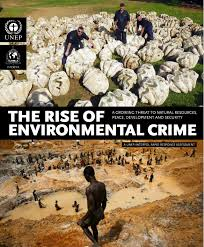 UNEP
INTERPOL
A GROWING THREAT TO NATURAL RESOURCES,
PEACE, DEVELOPMENT AND SECURITY
THE RISE OF
ENVIRONMENTAL CRIME
A UNEP-INTERPOL RAPID RESPONSE ASSESSMENT